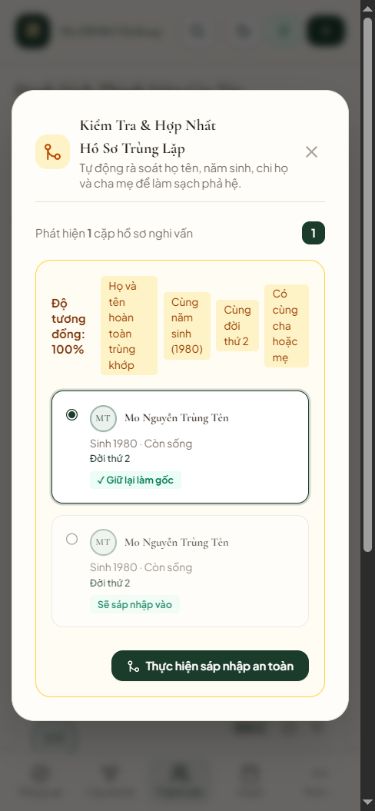 Kiểm Tra & Hợp Nhất
Hồ Sơ Trùng Lặp
Tự động rà soát họ tên, năm sinh, chi họ
và cha mẹ để làm sạch phả hệ.
Phát hiện 1 cặp hồ sơ nghi vấn
1
Độ
tương
đồng:
100%
Họ và
tên
hoàn
toàn
trùng
khớp
Cùng
năm
sinh
(1980)
Cùng
đời
thứ 2
Có
cùng
cha
hoặc
mẹ
MT
Mo Nguyễn Trùng Tên
Sinh 1980 · Còn sống
Đời thứ 2
✓ Giữ lại làm gốc
MT
Mo Nguyễn Trùng Tên
Sinh 1980 · Còn sống
Đời thứ 2
Sẽ sáp nhập vào
Thực hiện sáp nhập an toàn